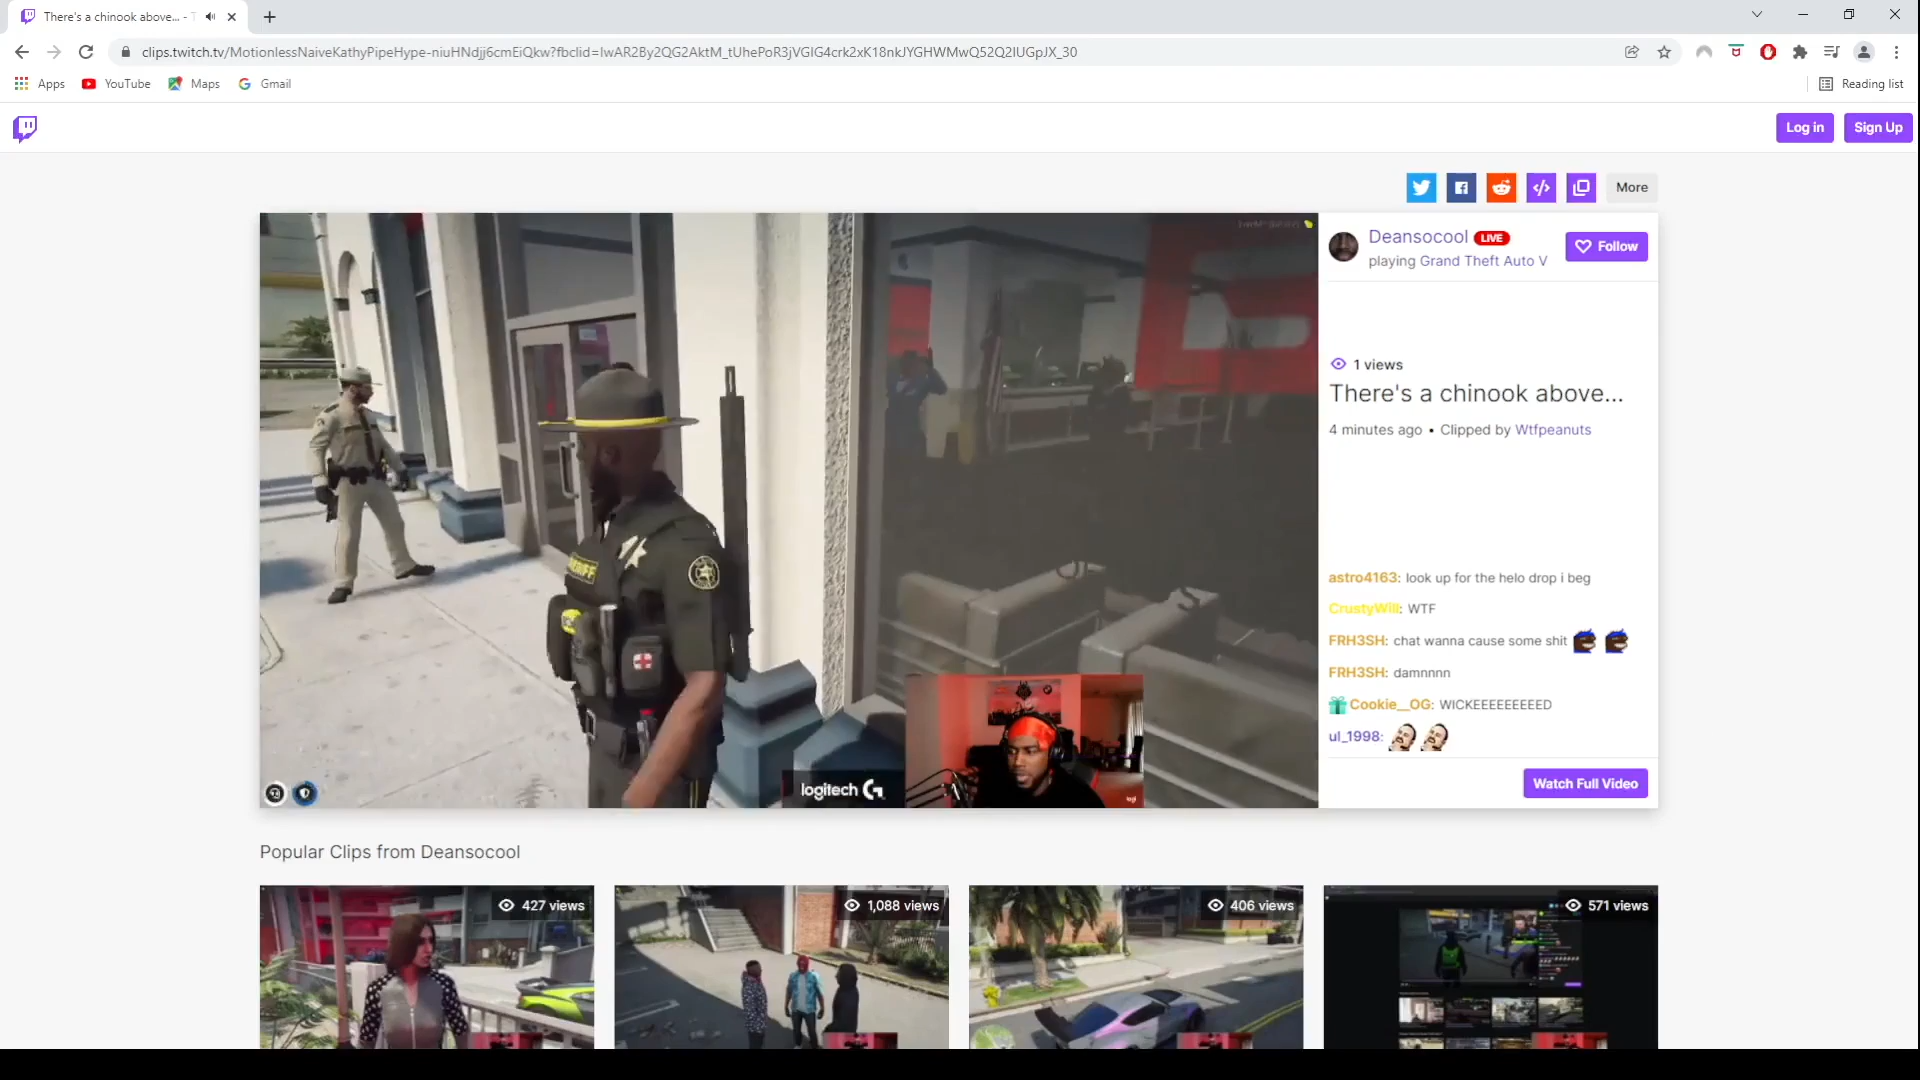 There's a chinook above... - T
clips.twitch.tv/MotionlessNaiveKathyPipeHype-niuHNdjj6cmEiQkw?fbclid=IwAR2By2QG2AktM_tUhePoR3jVGIG4crk2xK18nkJYGHWMwQ52Q2IUGpJX_30
Apps YouTube Maps Gmail Reading list
Log in Sign Up
More
Deansocool LIVE
playing Grand Theft Auto V
Follow
1 views
There's a chinook above...
4 minutes ago • Clipped by Wtfpeanuts
astro4163: look up for the helo drop i beg
CrustyWill: WTF
FRH3SH: chat wanna cause some shit
FRH3SH: damnnnn
Cookie__OG: WICKEEEEEEEEED
ul_1998:
Watch Full Video
SHERIFF
logitech G
Popular Clips from Deansocool
427 views
1,088 views
406 views
571 views